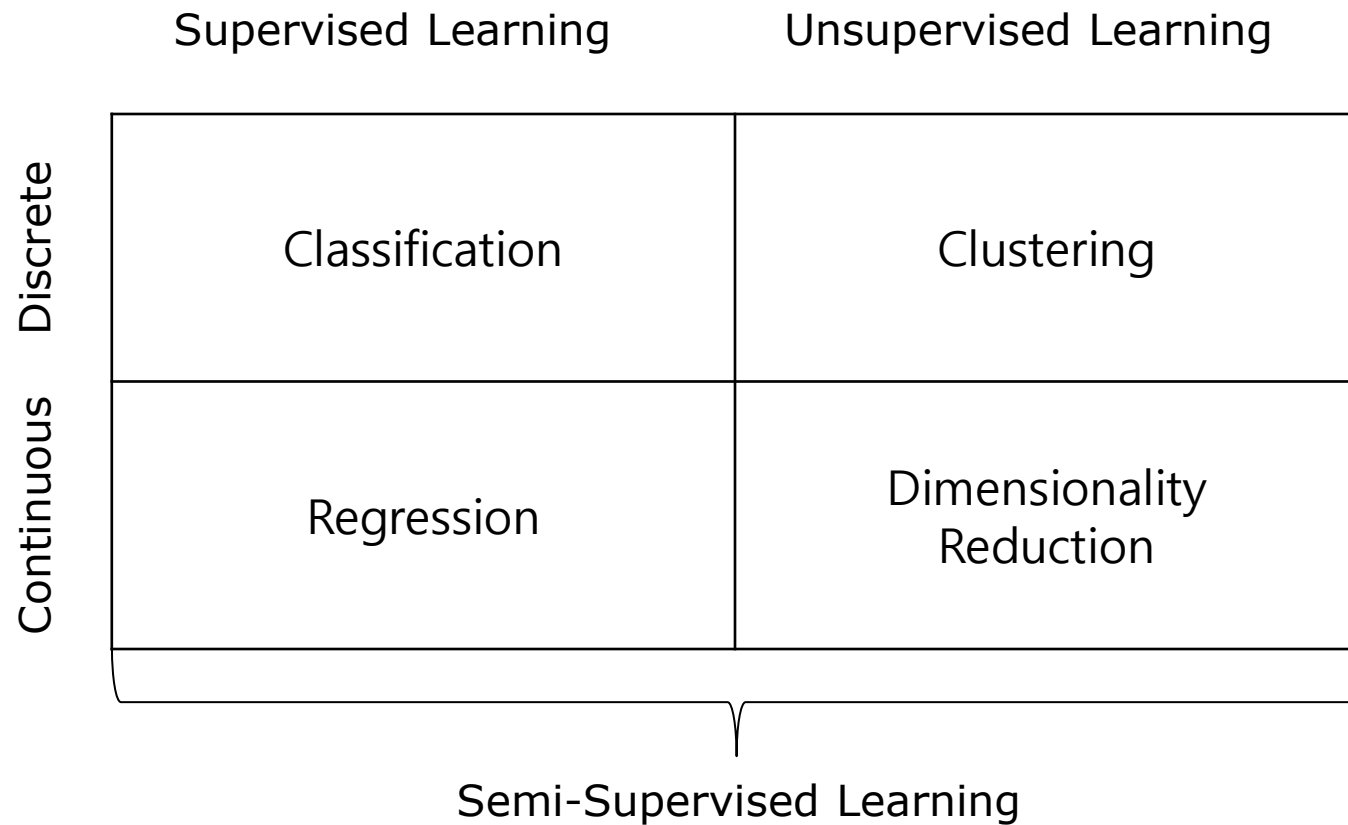 Supervised Learning
Unsupervised Learning
Discrete
Classification
Clustering
Continuous
Regression
Dimensionality
Reduction
Semi-Supervised Learning